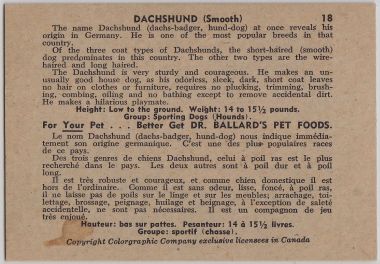 DACHSHUND (Smooth) 18
The name Dachshund (dachs-badger, hund-dog) at once reveals his
origin in Germany. He is one of the most popular breeds in that
country.
Of the three coat types of Dachshunds, the short-haired (smooth)
dog predominates in this country. The other two types are the wire-
haired and long haired.
The Dachshund is very sturdy and courageous. He makes an un-
usually good house dog, as his odorless, sleek, dark, short coat leaves
no hair on clothes or furniture, requires no plucking, trimming, brush-
ing, combing, oiling and no bathing except to remove accidental dirt.
He makes a hilarious playmate.
Height: Low to the ground. Weight: 14 to 15½ pounds.
Group: Sporting Dogs (Hounds).
For Your Pet . . . Better Get DR. BALLARD'S PET FOODS.
Le nom Dachshund (dachs-badger, hund-dog) nous indique immédia-
tement son origine germanique. C'est une des plus populaires races
de ce pays.
Des trois genres de chiens Dachshund, celui à poil ras est le plus
recherché dans le pays. Les deux autres sont à poil dur et à poil
long.
Il est très robuste et courageux, et comme chien domestique il est
hors de l'ordinaire. Comme il est sans odeur, lisse, foncé, à poil ras,
il ne laisse pas de poils sur le linge et sur les meubles; arrachage, toi-
lettage, brossage, peignage, huilage et beignage, à l'exception de saleté
accidentelle, ne sont pas nécessaires. Il est un compagnon de jeu
très enjoué.
Hauteur: bas sur pattes. Pesanteur: 14 à 15½ livres.
Groupe: sportif (chasse).
Copyright Colorgraphic Company exclusive licensees in Canada